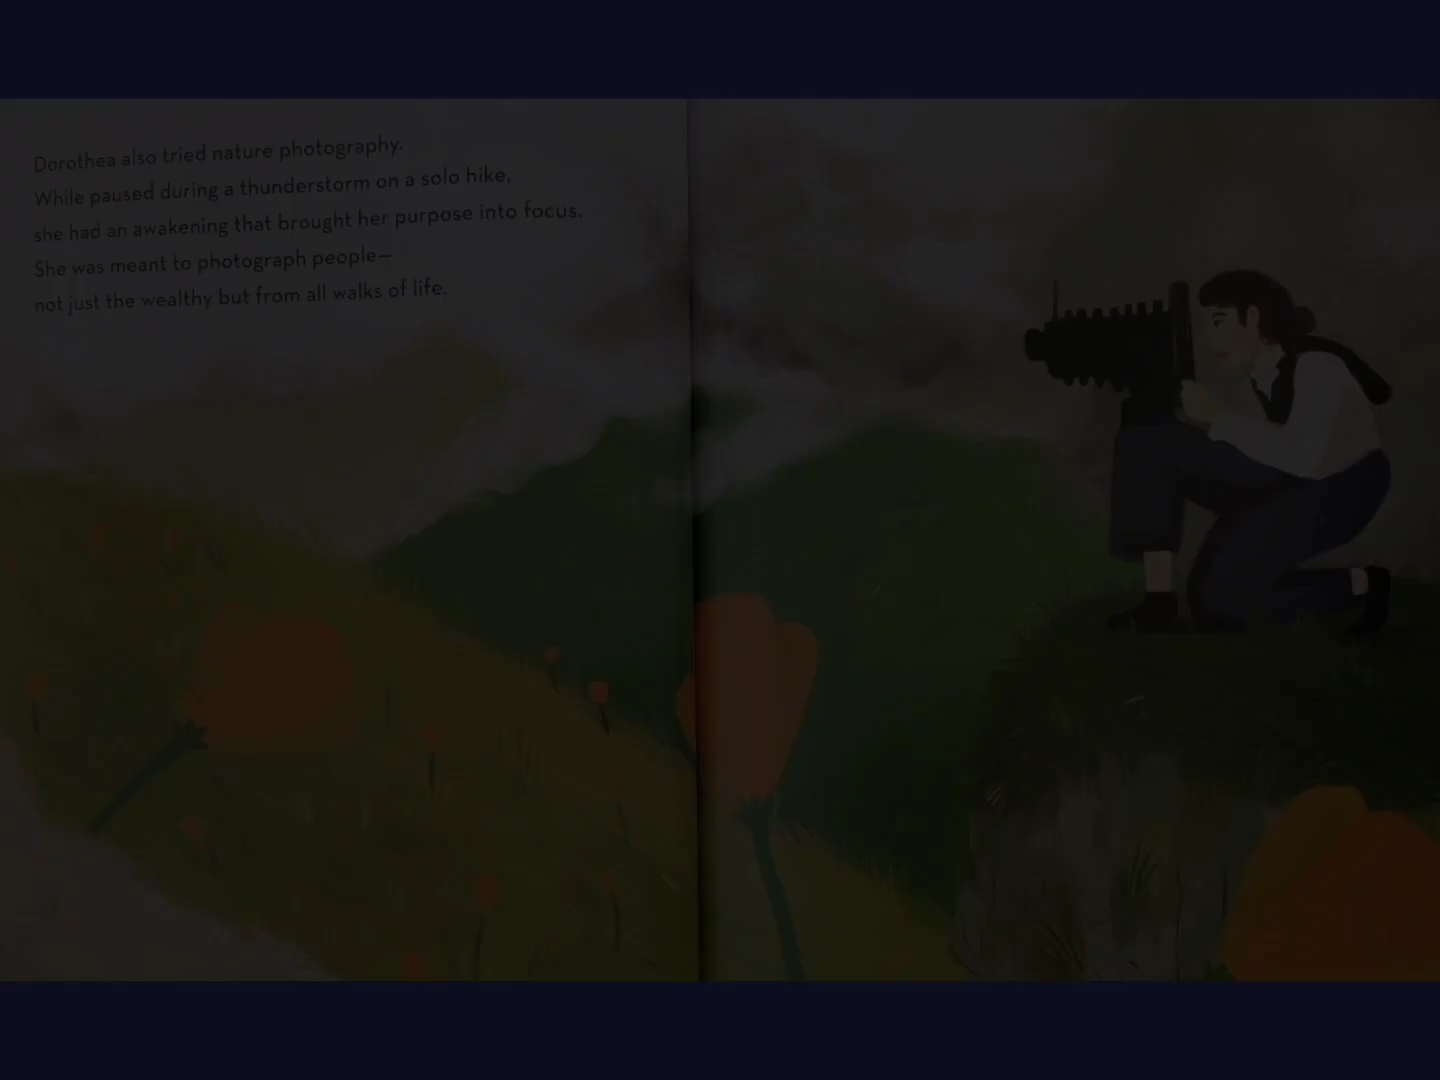 Dorothea also tried nature photography.
While paused during a thunderstorm on a solo hike,
she had an awakening that brought her purpose into focus.
She was meant to photograph people—
not just the wealthy but from all walks of life.